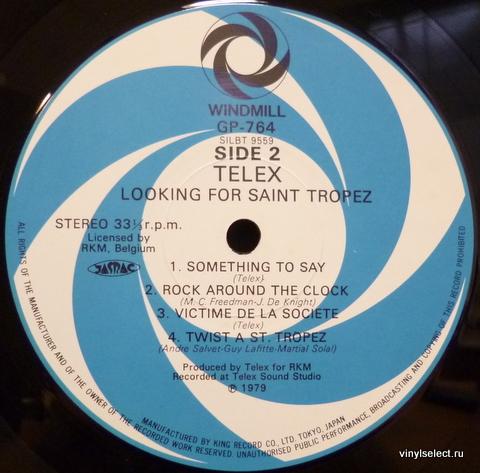 WINDMILL
GP-764
SILBT 9559
SIDE 2
TELEX
LOOKING FOR SAINT TROPEZ
STEREO 33⅓ r.p.m.
Licensed by
RKM, Belgium
JASRAC
1. SOMETHING TO SAY
(Telex)
2. ROCK AROUND THE CLOCK
(M. C. Freedman-J. De Knight)
3. VICTIME DE LA SOCIETE
(Telex)
4. TWIST A ST. TROPEZ
(Andre Salvet-Guy Lafitte-Martial Solal)
Produced by Telex for RKM
Recorded at Telex Sound Studio
℗ 1979
MANUFACTURED BY KING RECORD CO., LTD. TOKYO, JAPAN
ALL RIGHTS OF THE MANUFACTURER AND OF THE OWNER OF THE RECORDED WORK RESERVED. UNAUTHORISED PUBLIC PERFORMANCE, BROADCASTING AND COPYING OF THIS RECORD PROHIBITED
vinylselect.ru